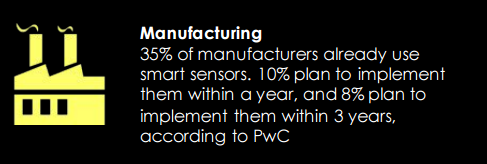 Manufacturing
35% of manufacturers already use
smart sensors. 10% plan to implement
them within a year, and 8% plan to
implement them within 3 years,
according to PwC